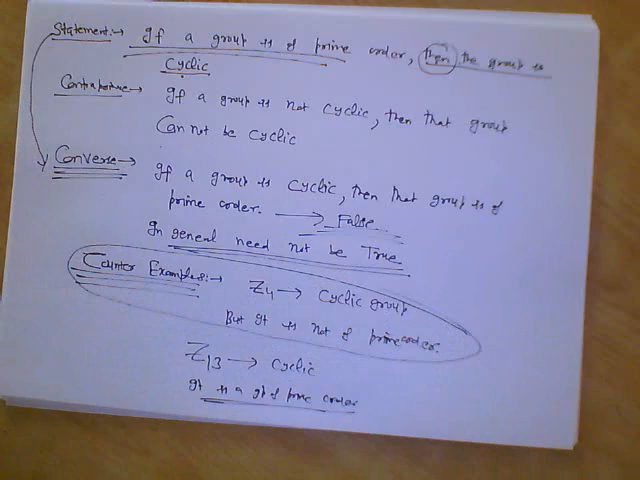 Statement:→ If a group is of prime order, then the group is
cyclic
Contrapositive→ If a group is not cyclic, then that group
Can not be cyclic
Converse→ If a group is cyclic, then that group is of
prime order. → False
In general need not be True
Counter Examples:→ Z4 → cyclic group
But It is not of prime order.
Z13 → cyclic
It is a gp of prime order